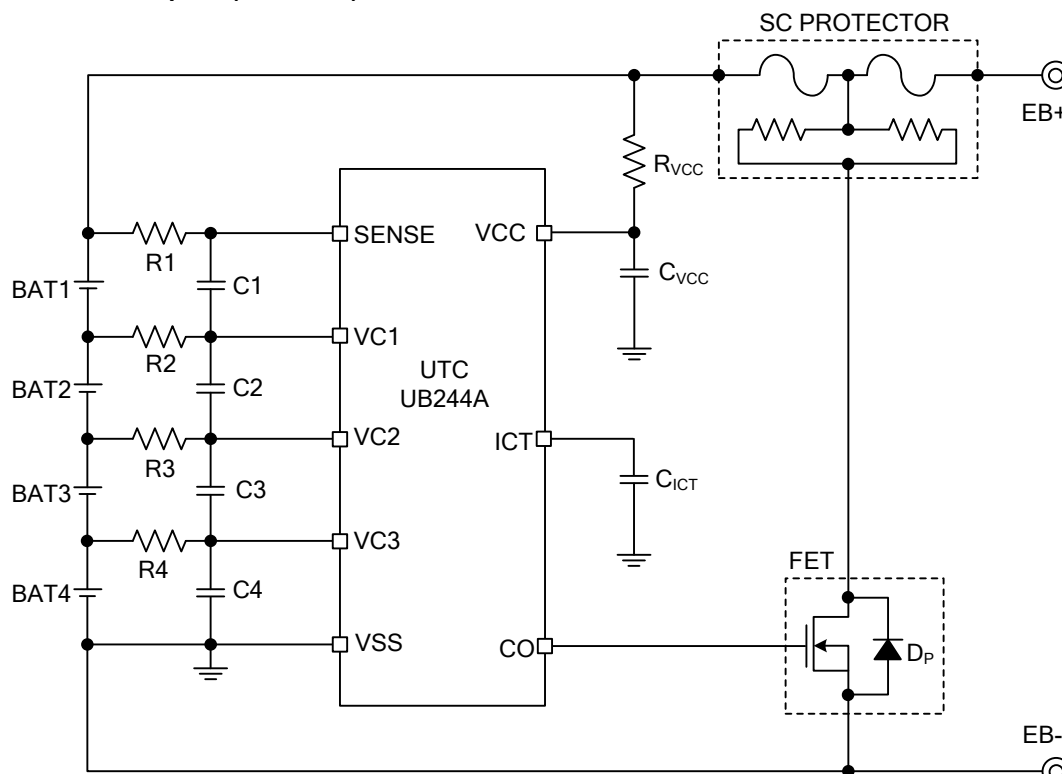 SC PROTECTOR
EB+
RVCC
SENSE
VCC
R1
BAT1
C1
CVCC
VC1
R2
UTC
UB244A
BAT2
C2
VC2
ICT
R3
BAT3
C3
CICT
VC3
R4
FET
BAT4
C4
VSS
CO
DP
EB-